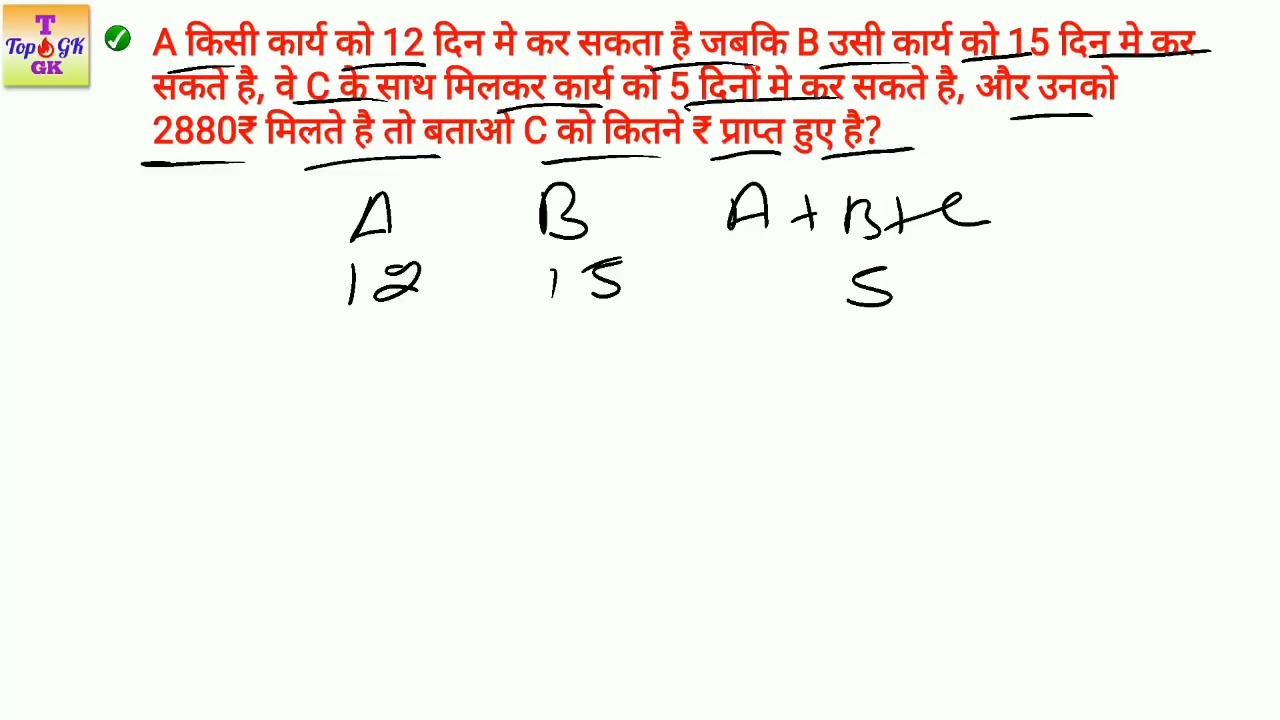 T
Top GK
GK
A किसी कार्य को 12 दिन मे कर सकता है जबकि B उसी कार्य को 15 दिन मे कर
सकते है, वे C के साथ मिलकर कार्य को 5 दिनों मे कर सकते है, और उनको
2880₹ मिलते है तो बताओ C को कितने ₹ प्राप्त हुए है?
A B A + B + C
12 15 5